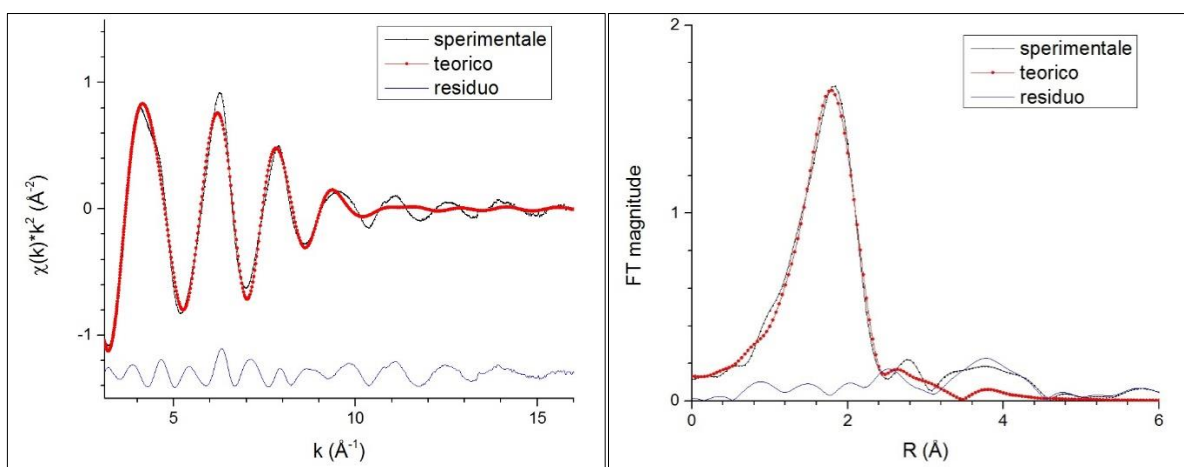 sperimentale
teorico
residuo
1
0
-1
χ(k)*k² (Å⁻²)
5
10
15
k (Å⁻¹)
sperimentale
teorico
residuo
2
1
0
FT magnitude
0
2
4
6
R (Å)